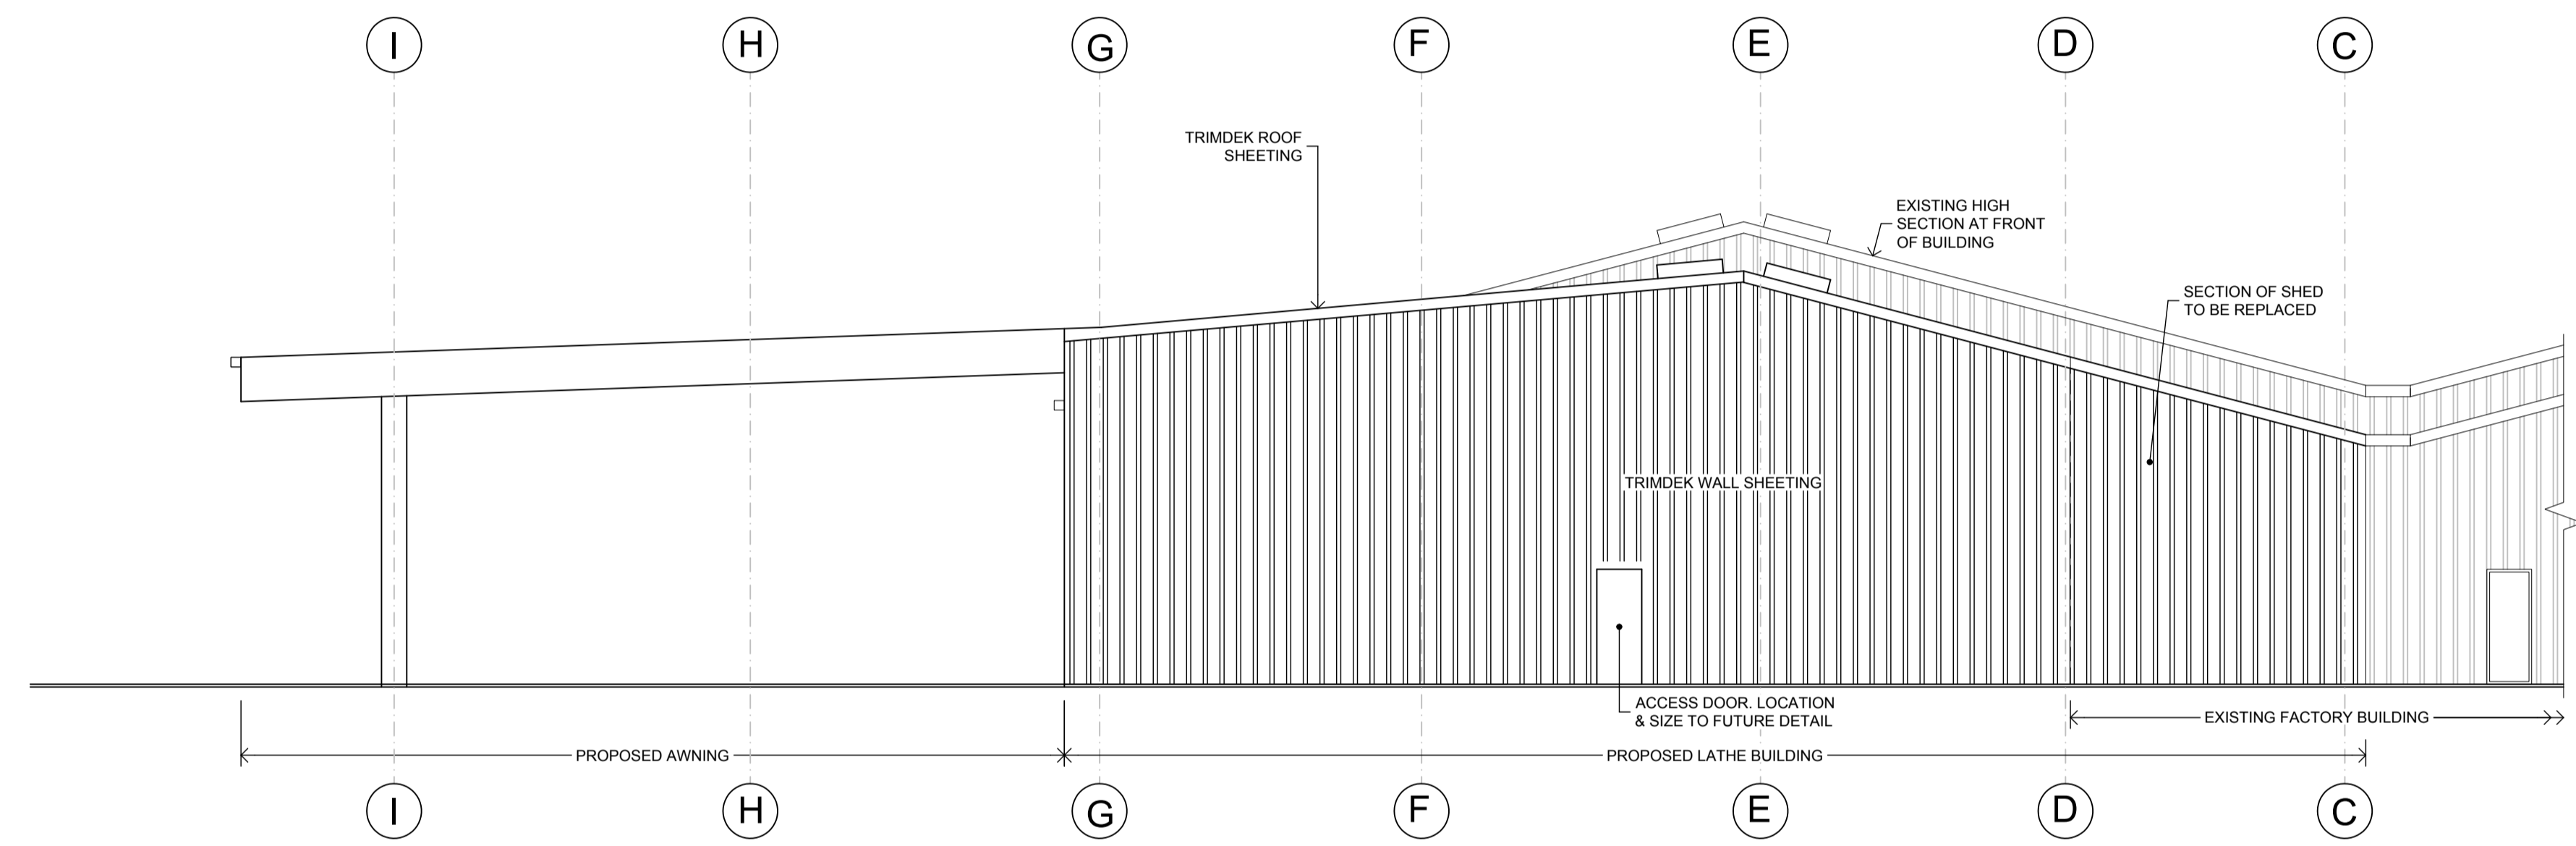 I H G F E D C
TRIMDEK ROOF
SHEETING
EXISTING HIGH
SECTION AT FRONT
OF BUILDING
SECTION OF SHED
TO BE REPLACED
TRIMDEK WALL SHEETING
ACCESS DOOR. LOCATION
& SIZE TO FUTURE DETAIL
EXISTING FACTORY BUILDING
PROPOSED AWNING
PROPOSED LATHE BUILDING
I H G F E D C